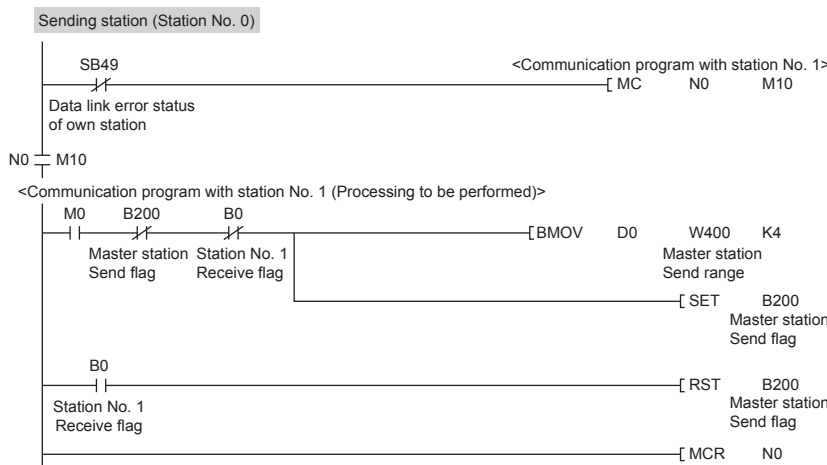 Sending station (Station No. 0)
SB49
<Communication program with station No. 1>
MC N0 M10
Data link error status
of own station
N0 M10
<Communication program with station No. 1 (Processing to be performed)>
M0 B200 B0
BMOV D0 W400 K4
Master station Station No. 1 Master station
Send flag Receive flag Send range
SET B200
Master station
Send flag
B0
RST B200
Station No. 1 Master station
Receive flag Send flag
MCR N0